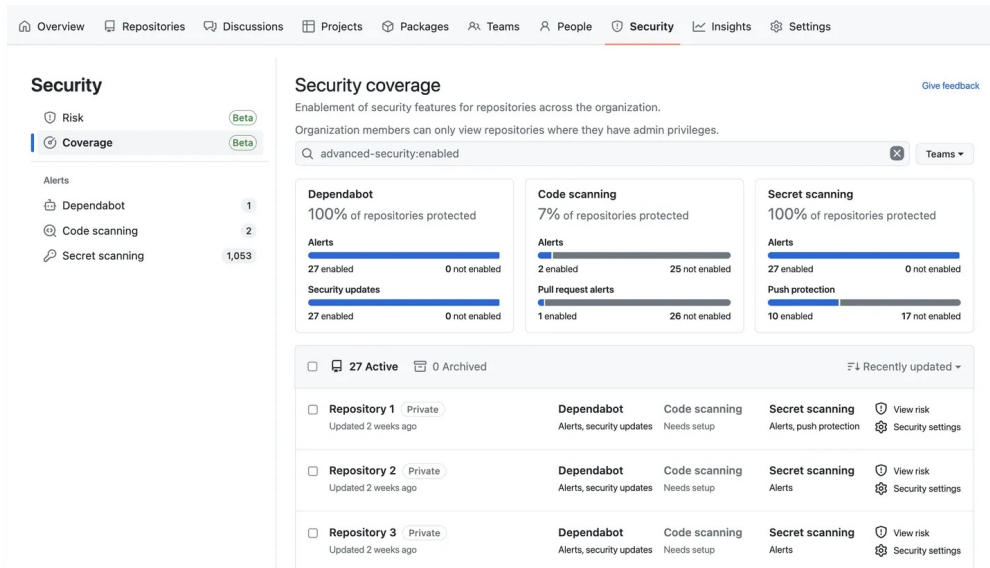 Overview Repositories Discussions Projects Packages Teams People Security Insights Settings
Security
Risk Beta
Coverage Beta
Alerts
Dependabot 1
Code scanning 2
Secret scanning 1,053
Security coverage
Give feedback
Enablement of security features for repositories across the organization.
Organization members can only view repositories where they have admin privileges.
advanced-security:enabled
Teams
Dependabot
100% of repositories protected
Alerts
27 enabled 0 not enabled
Security updates
27 enabled 0 not enabled
Code scanning
7% of repositories protected
Alerts
2 enabled 25 not enabled
Pull request alerts
1 enabled 26 not enabled
Secret scanning
100% of repositories protected
Alerts
27 enabled 0 not enabled
Push protection
10 enabled 17 not enabled
27 Active 0 Archived Recently updated
Repository 1 Private Dependabot Code scanning Secret scanning View risk
Updated 2 weeks ago Alerts, security updates Needs setup Alerts, push protection Security settings
Repository 2 Private Dependabot Code scanning Secret scanning View risk
Updated 2 weeks ago Alerts, security updates Needs setup Alerts Security settings
Repository 3 Private Dependabot Code scanning Secret scanning View risk
Updated 2 weeks ago Alerts, security updates Needs setup Alerts Security settings